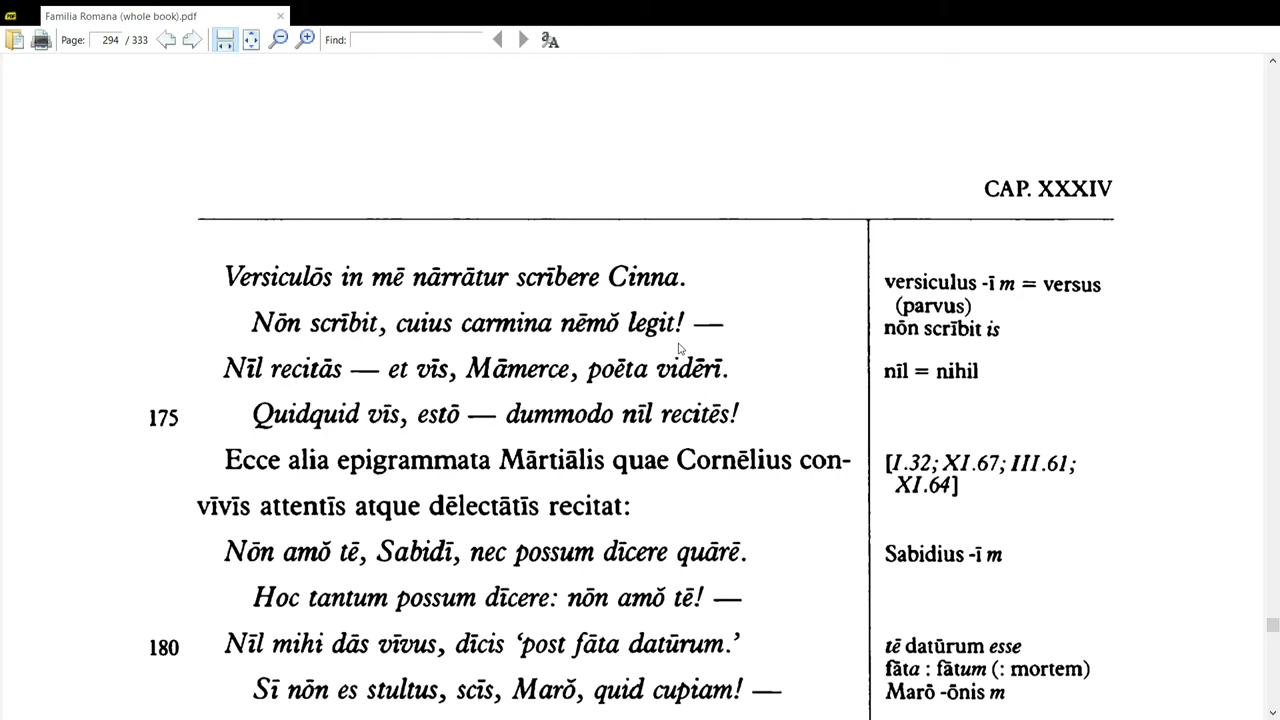 Familia Romana (whole book).pdf
Page: 294 / 333 Find:
CAP. XXXIV
Versiculōs in mē nārrātur scrībere Cinna.
Nōn scrībit, cuius carmina nēmŏ legit! —
Nīl recitās — et vīs, Māmerce, poēta vidērī.
175 Quidquid vīs, estō — dummodo nīl recitēs!
Ecce alia epigrammata Mārtiālis quae Cornēlius con-
vīvīs attentīs atque dēlectātīs recitat:
Nōn amŏ tē, Sabidī, nec possum dīcere quārē.
Hoc tantum possum dīcere: nōn amŏ tē! —
180 Nīl mihi dās vīvus, dīcis ‘post fāta datūrum.’
Sī nōn es stultus, scīs, Marŏ, quid cupiam! —
versiculus -ī m = versus
(parvus)
nōn scrībit is
nīl = nihil
[I.32; XI.67; III.61;
XI.64]
Sabidius -ī m
tē datūrum esse
fāta : fātum (: mortem)
Marō -ōnis m